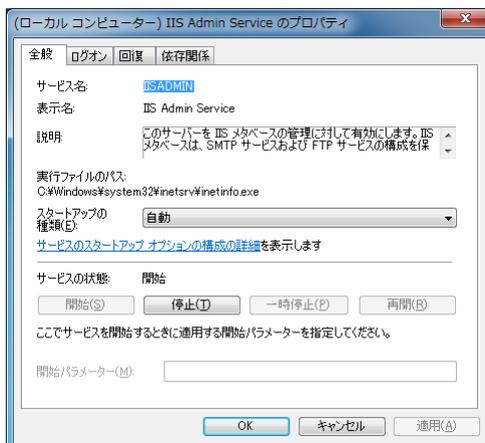 (ローカル コンピューター) IIS Admin Service のプロパティ
全般 ログオン 回復 依存関係
サービス名: IISADMIN
表示名: IIS Admin Service
説明: このサーバーを IIS メタベースの管理に対して有効にします。IIS
メタベースは、SMTP サービスおよび FTP サービスの構成を保
実行ファイルのパス:
C:¥Windows¥system32¥inetsrv¥inetinfo.exe
スタートアップの
種類(E): 自動
サービスのスタートアップ オプションの構成の詳細を表示します
サービスの状態: 開始
開始(S) 停止(T) 一時停止(P) 再開(R)
ここでサービスを開始するときに適用する開始パラメーターを指定してください。
開始パラメーター(M):
OK キャンセル 適用(A)